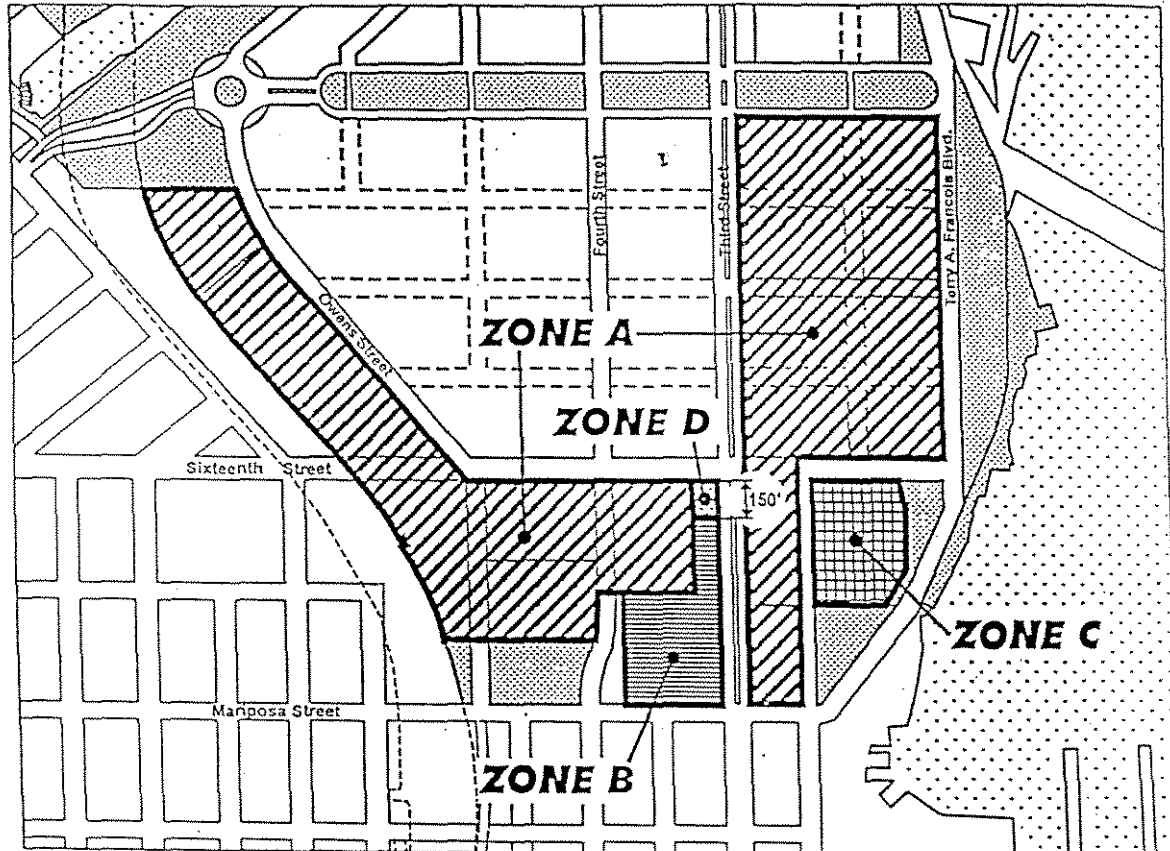 Fourth Street
Third Street
Terry A. Francois Blvd.
Owens Street
ZONE A
ZONE D
Sixteenth Street
150'
ZONE C
Mariposa Street
ZONE B